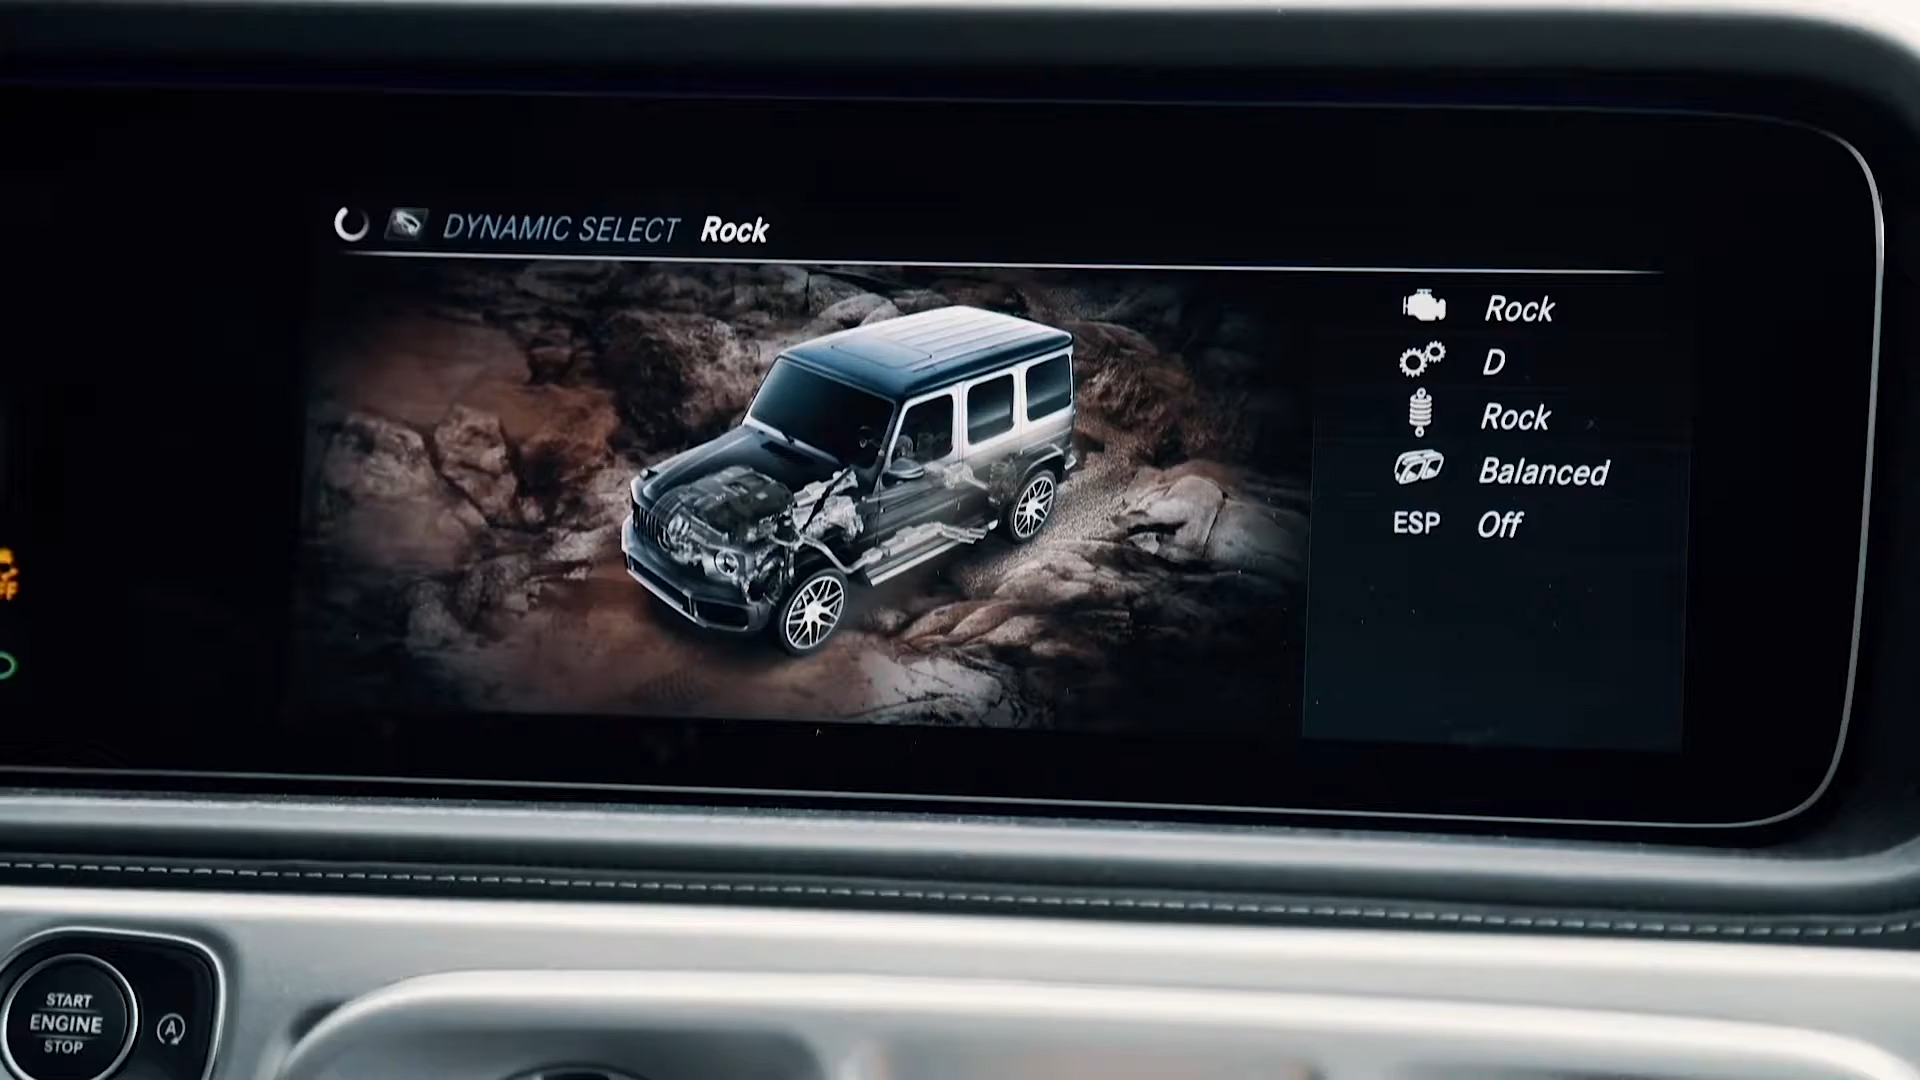 DYNAMIC SELECT Rock
Rock
D
Rock
Balanced
ESP Off
START
ENGINE
STOP
A